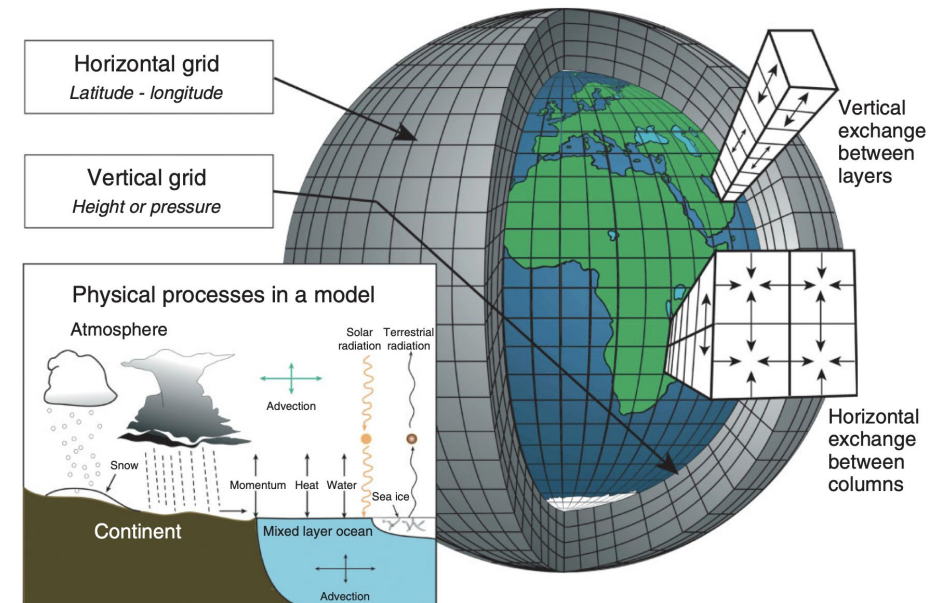 Horizontal grid
Latitude - longitude
Vertical grid
Height or pressure
Vertical
exchange
between
layers
Physical processes in a model
Atmosphere
Solar
radiation
Terrestrial
radiation
Advection
Snow
Momentum
Heat
Water
Sea ice
Continent
Mixed layer ocean
Advection
Horizontal
exchange
between
columns